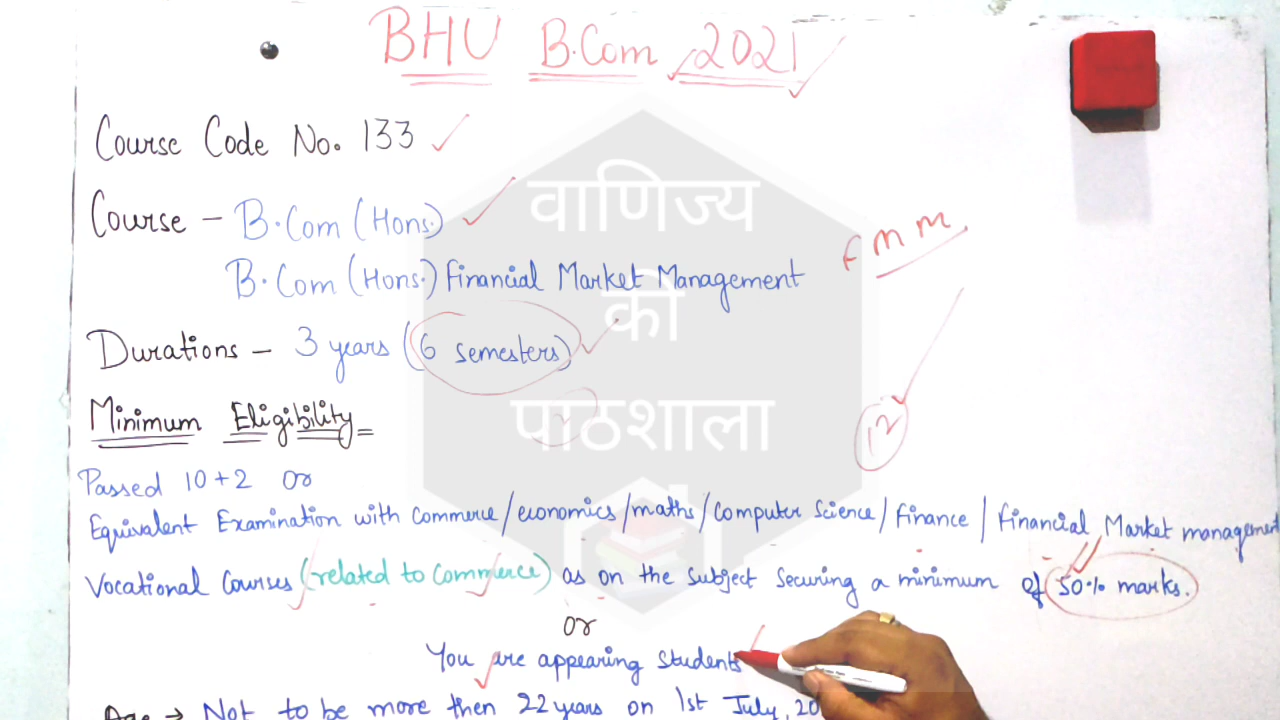 BHU B.Com 2021
Course Code No. 133
Course - B.Com (Hons.)
B.Com (Hons.) Financial Market Management
FMM
Durations - 3 years (6 semesters)
Minimum Eligibility =
12
Passed 10+2 Or
Equivalent Examination with commerce/economics/maths/computer science/finance/financial Market management
Vocational Courses (related to Commerce) as on the subject securing a minimum of 50% marks.
Or
You are appearing students
Age → Not to be more then 22 years on 1st July, 20
वाणिज्य
की
पाठशाला